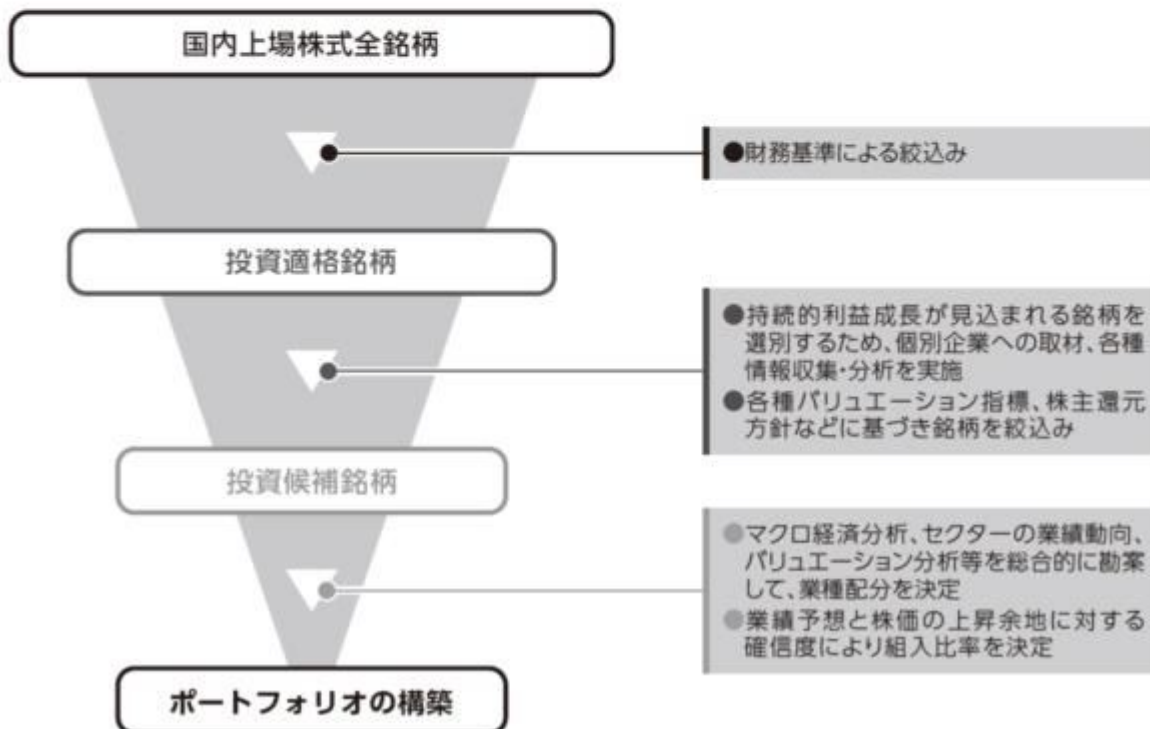 国内上場株式全銘柄
●財務基準による絞込み
投資適格銘柄
●持続的利益成長が見込まれる銘柄を
選別するため、個別企業への取材、各種
情報収集・分析を実施
●各種バリュエーション指標、株主還元
方針などに基づき銘柄を絞込み
投資候補銘柄
●マクロ経済分析、セクターの業績動向、
バリュエーション分析等を総合的に勘案
して、業種配分を決定
●業績予想と株価の上昇余地に対する
確信度により組入比率を決定
ポートフォリオの構築